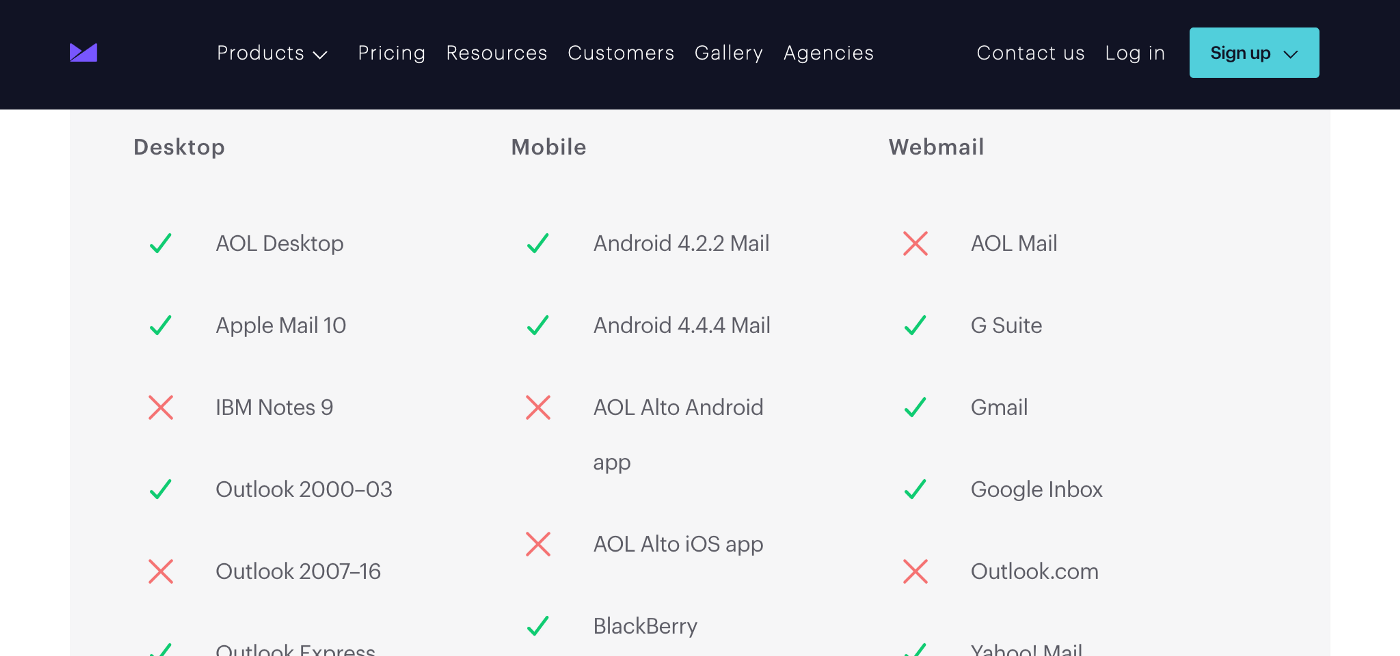 Products
Pricing
Resources
Customers
Gallery
Agencies
Contact us
Log in
Sign up
Desktop
AOL Desktop
Apple Mail 10
IBM Notes 9
Outlook 2000–03
Outlook 2007–16
Outlook Express
Mobile
Android 4.2.2 Mail
Android 4.4.4 Mail
AOL Alto Android
app
AOL Alto iOS app
BlackBerry
Webmail
AOL Mail
G Suite
Gmail
Google Inbox
Outlook.com
Yahoo! Mail